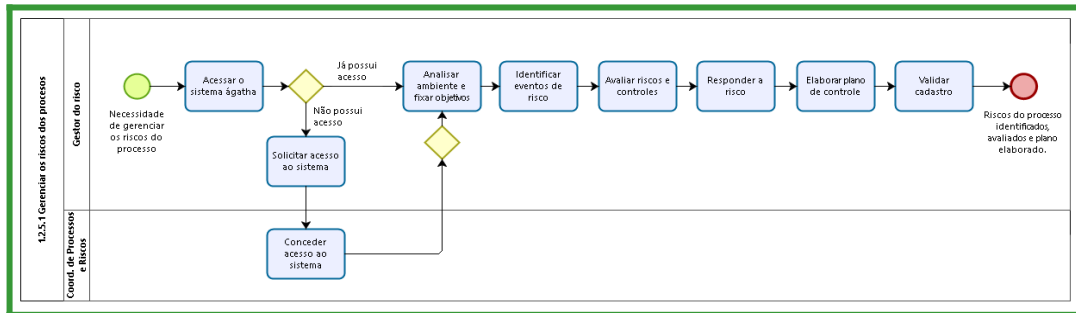 1.2.5.1 Gerenciar os riscos dos procesos
Gestor do risco
Necessidade
de gerenciar
os riscos do
processo
Acessar o
sistema ágatha
Já possui
acesso
Não possui
acesso
Solicitar acesso
ao sistema
Analisar
ambiente e
fixar objetivos
Identificar
eventos de
risco
Avaliar riscos e
controles
Responder a
risco
Elaborar plano
de controle
Validar
cadastro
Riscos do processo
identificados,
avaliados e plano
elaborado.
Coord. de Processos
e Riscos
Conceder
acesso ao
sistema